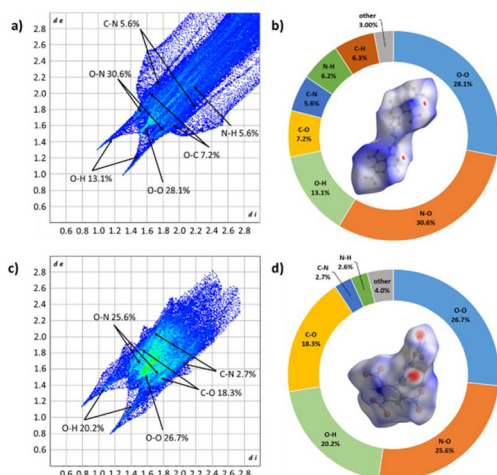 a)
d e
2.8
2.6
2.4
2.2
2.0
1.8
1.6
1.4
1.2
1.0
0.8
0.6
C-N 5.6%
O-N 30.6%
N-H 5.6%
O-C 7.2%
O-H 13.1%
O-O 28.1%
d i
0.6 0.8 1.0 1.2 1.4 1.6 1.8 2.0 2.2 2.4 2.6 2.8
b)
other
3.00%
C-H
6.3%
N-H
6.2%
C-N
5.6%
C-O
7.2%
O-H
13.1%
O-O
28.1%
N-O
30.6%
c)
d e
2.8
2.6
2.4
2.2
2.0
1.8
1.6
1.4
1.2
1.0
0.8
0.6
O-N 25.6%
C-N 2.7%
C-O 18.3%
O-H 20.2%
O-O 26.7%
d i
0.6 0.8 1.0 1.2 1.4 1.6 1.8 2.0 2.2 2.4 2.6 2.8
d)
N-H
2.6%
C-N
2.7%
other
4.0%
C-O
18.3%
O-O
26.7%
O-H
20.2%
N-O
25.6%